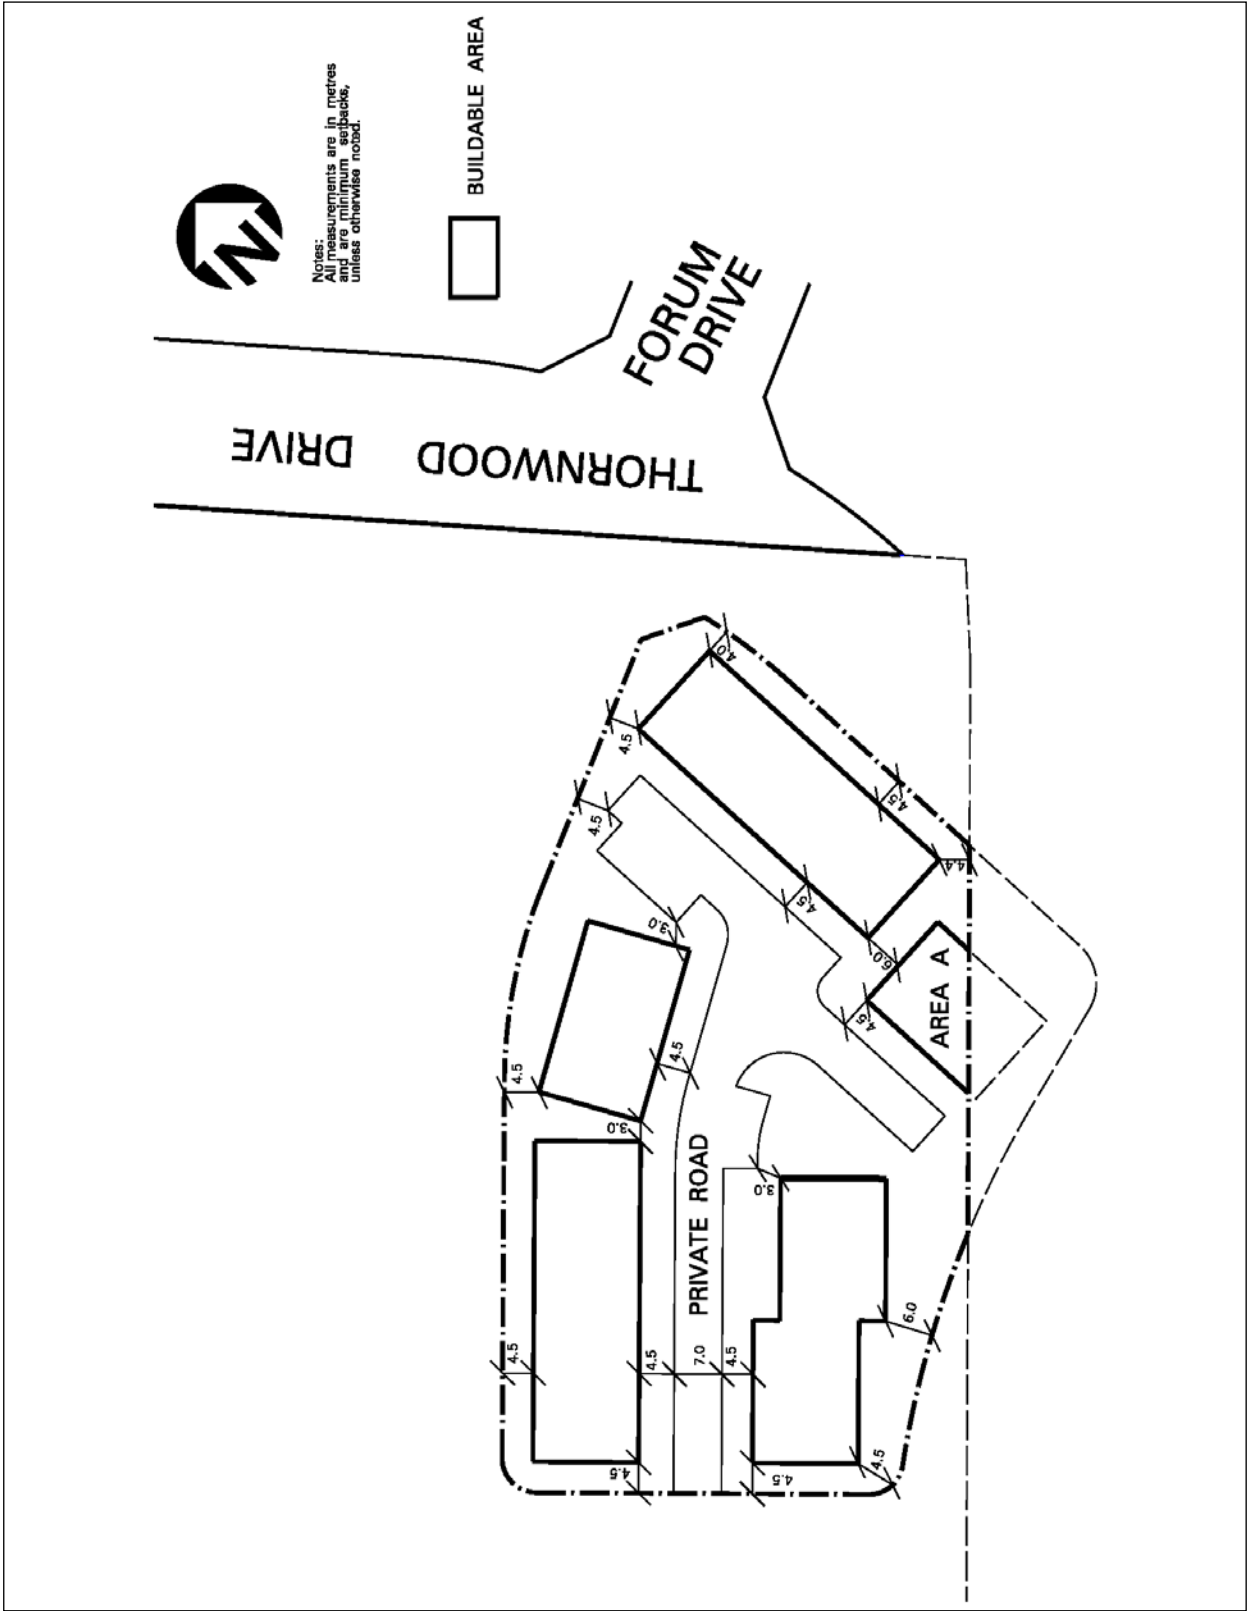 N
Notes:
All measurements are in metres
and are minimum setbacks,
unless otherwise noted.
BUILDABLE AREA
THORNWOOD DRIVE
FORUM
DRIVE
4.0
4.5
4.5
4.5
4.4
4.5
3.0
6.0
4.5
AREA A
4.5
4.5
3.0
PRIVATE ROAD
3.0
4.5
4.5
7.0
4.5
6.0
4.5
4.5
4.5